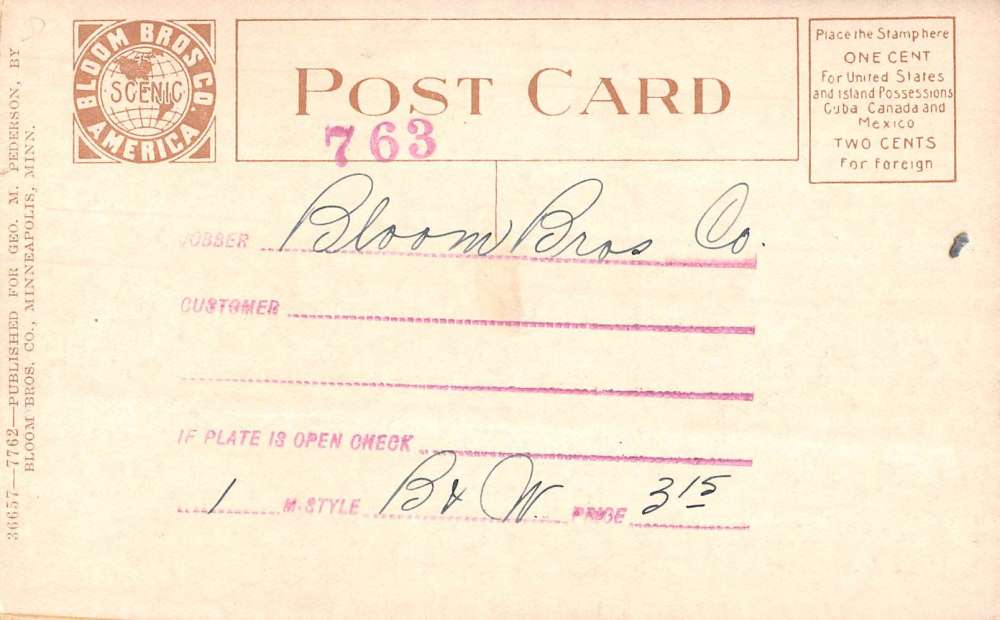 BLOOM BROS CO
SCENIC
AMERICA
POST CARD
Place the Stamp here
ONE CENT
For United States
and Island Possessions
Cuba Canada and
Mexico
TWO CENTS
For Foreign
763
JOBBER Bloom Bros Co.
CUSTOMER
IF PLATE IS OPEN CHECK
1 M. STYLE B & W. PRICE 3 15
36657—7762—PUBLISHED FOR GEO. M. PEDERSON, BY
BLOOM BROS. CO., MINNEAPOLIS, MINN.